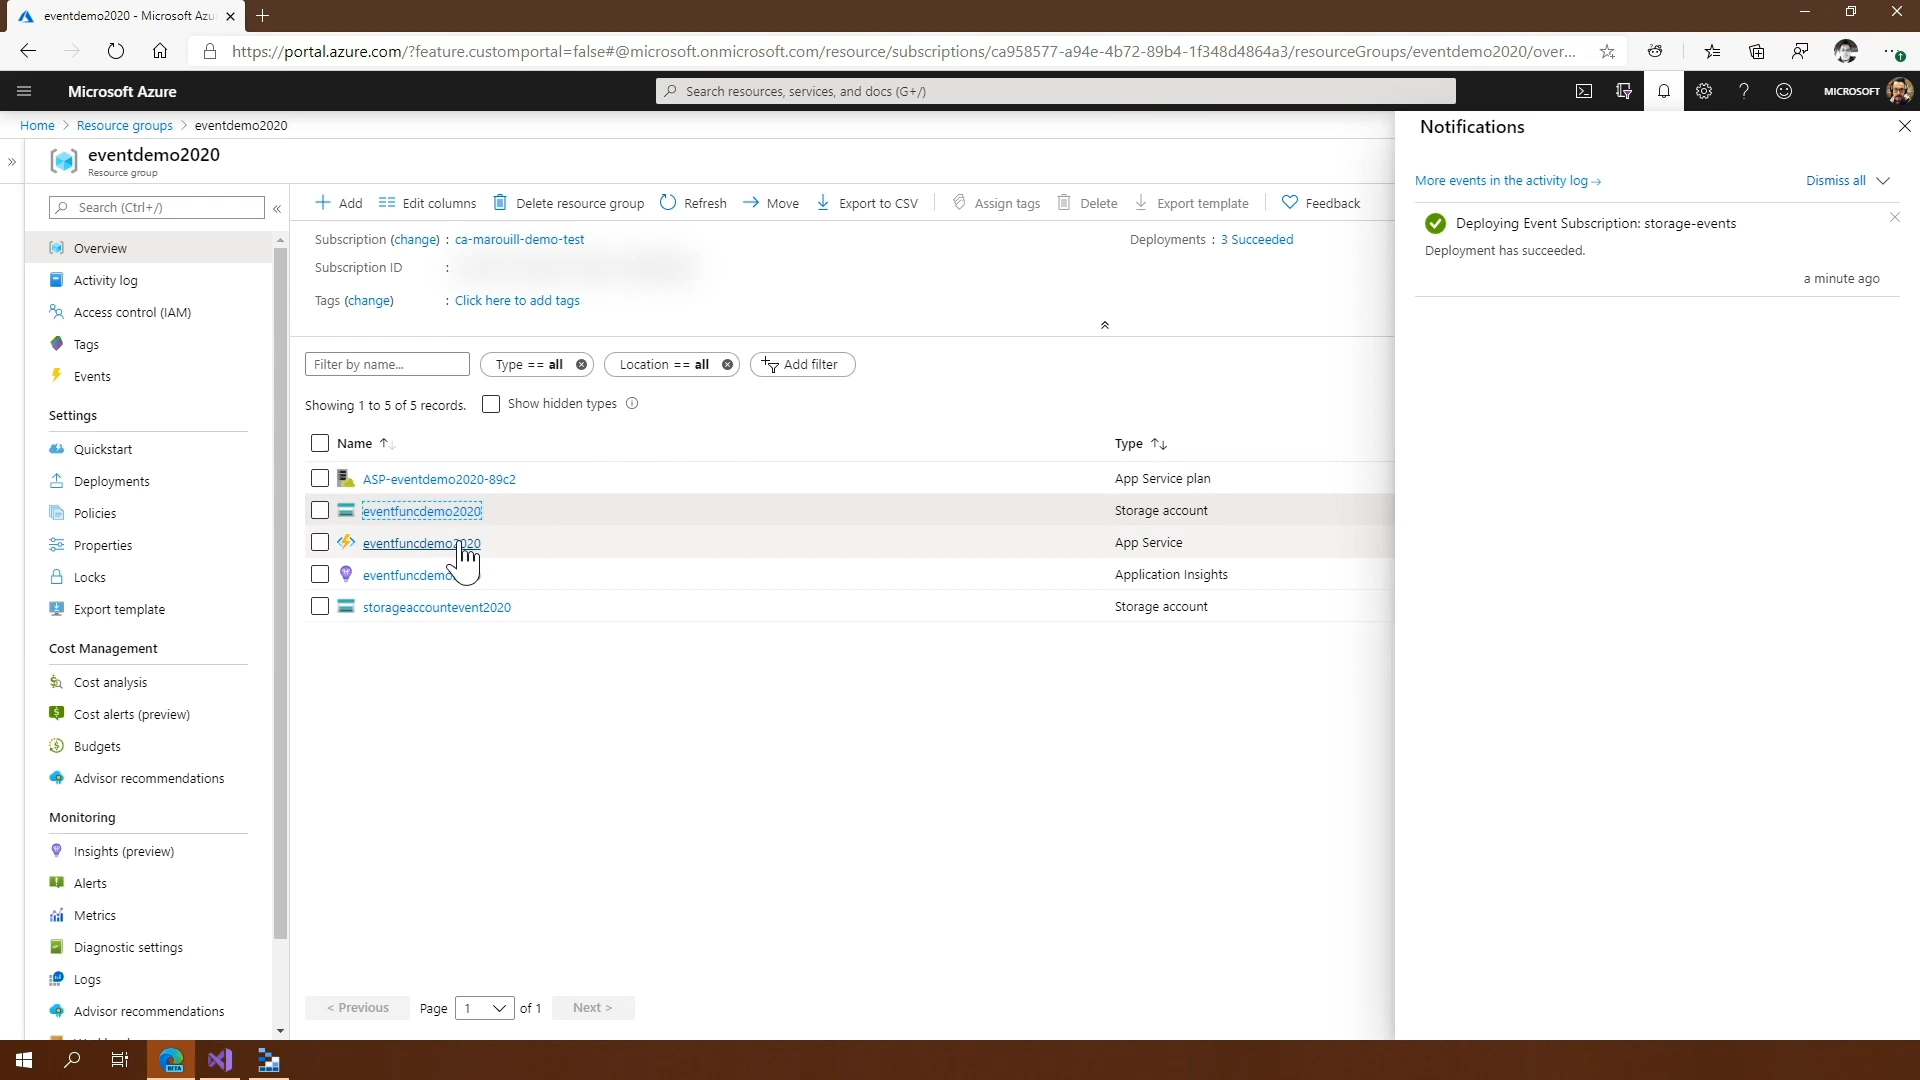 eventdemo2020 - Microsoft Azu
https://portal.azure.com/?feature.customportal=false#@microsoft.onmicrosoft.com/resource/subscriptions/ca958577-a94e-4b72-89b4-1f348d4864a3/resourceGroups/eventdemo2020/over...
Microsoft Azure
Search resources, services, and docs (G+/)
MICROSOFT
Home > Resource groups > eventdemo2020
eventdemo2020
Resource group
Search (Ctrl+/)
Overview
Activity log
Access control (IAM)
Tags
Events
Settings
Quickstart
Deployments
Policies
Properties
Locks
Export template
Cost Management
Cost analysis
Cost alerts (preview)
Budgets
Advisor recommendations
Monitoring
Insights (preview)
Alerts
Metrics
Diagnostic settings
Logs
Advisor recommendations
Add Edit columns Delete resource group Refresh Move Export to CSV Assign tags Delete Export template Feedback
Subscription (change) : ca-marouill-demo-test
Deployments : 3 Succeeded
Subscription ID :
Tags (change) : Click here to add tags
Filter by name... Type == all Location == all Add filter
Showing 1 to 5 of 5 records. Show hidden types
Name Type
ASP-eventdemo2020-89c2 App Service plan
eventfuncdemo2020 Storage account
eventfuncdemo2020 App Service
eventfuncdemo Application Insights
storageaccountevent2020 Storage account
< Previous Page 1 of 1 Next >
Notifications
More events in the activity log → Dismiss all
Deploying Event Subscription: storage-events
Deployment has succeeded.
a minute ago
BETA